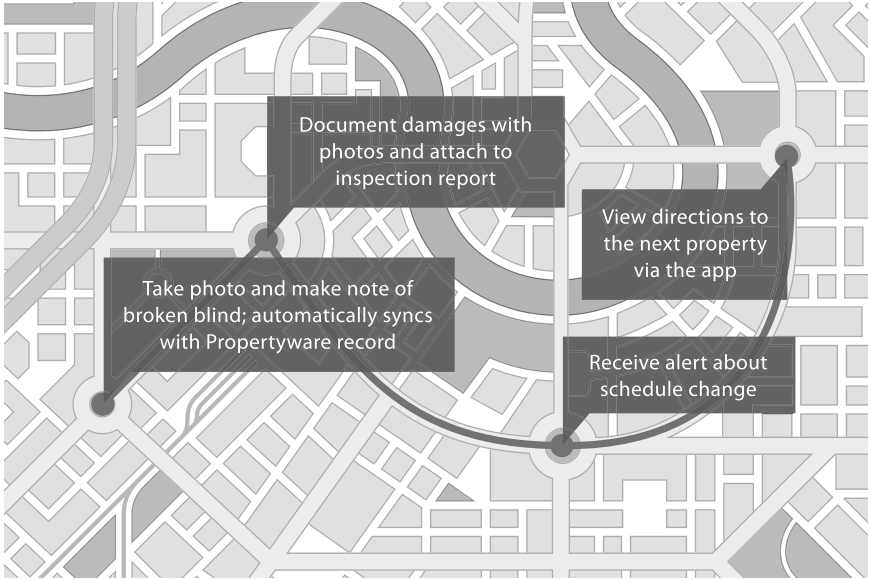 Document damages with
photos and attach to
inspection report
View directions to
the next property
via the app
Take photo and make note of
broken blind; automatically syncs
with Propertyware record
Receive alert about
schedule change